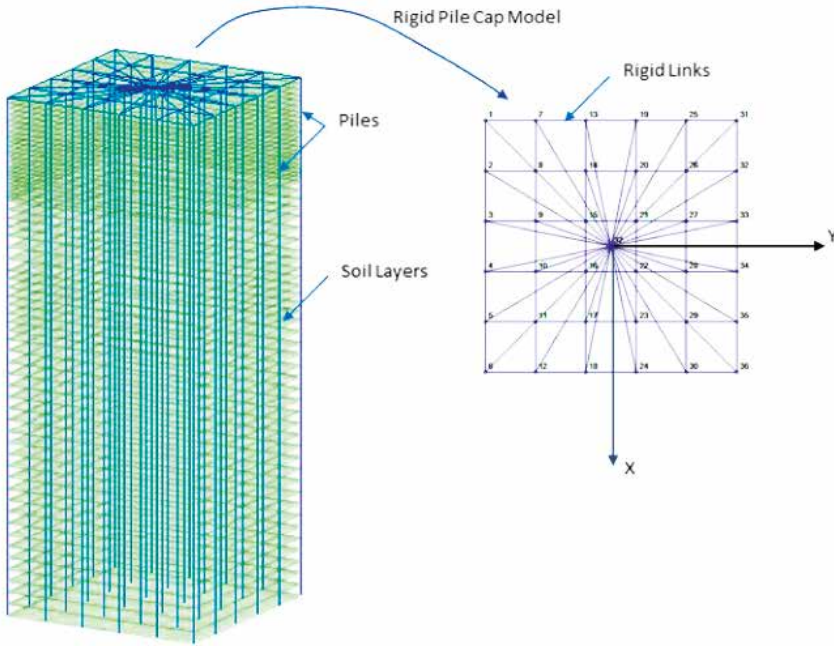 Rigid Pile Cap Model
Rigid Links
Piles
Soil Layers
1 7 13 19 25 31
2 8 14 20 26 32
3 9 15 21 27 33
Y
4 10 16 22 28 34
5 11 17 23 29 35
6 12 18 24 30 36
X